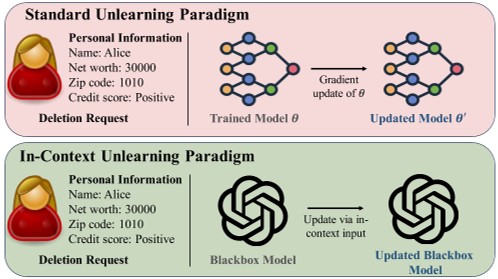 Standard Unlearning Paradigm
Personal Information
Name: Alice
Net worth: 30000
Zip code: 1010
Credit score: Positive
Deletion Request
Gradient
update of θ
Trained Model θ
Updated Model θ′
In-Context Unlearning Paradigm
Personal Information
Name: Alice
Net worth: 30000
Zip code: 1010
Credit score: Positive
Deletion Request
Update via in-
context input
Blackbox Model
Updated Blackbox
Model